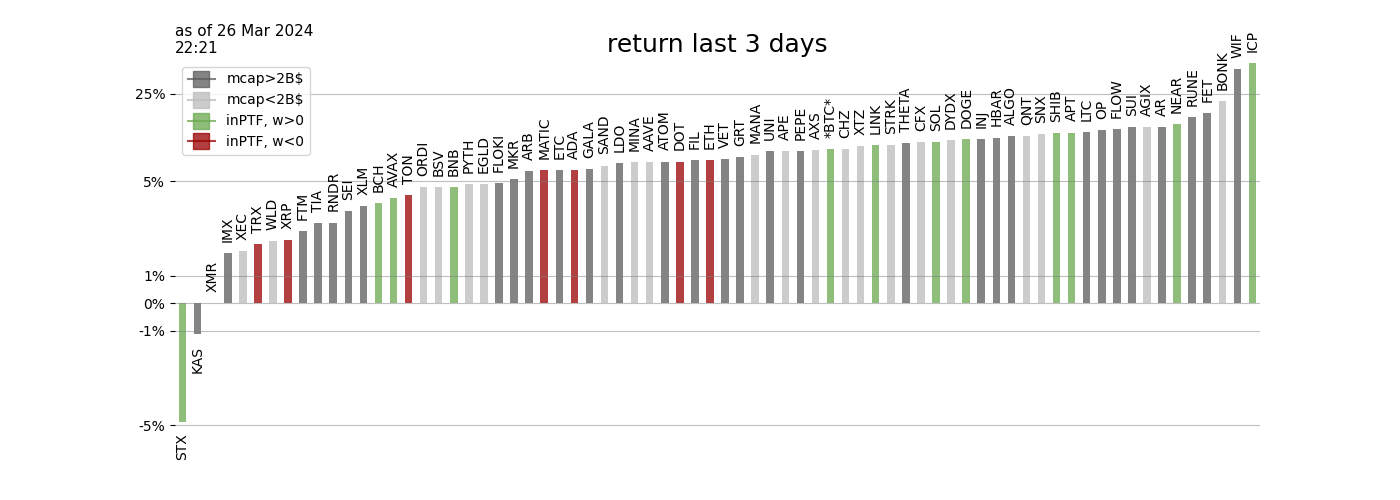 as of 26 Mar 2024
22:21
return last 3 days
mcap>2B$
mcap<2B$
inPTF, w>0
inPTF, w<0
25%
5%
1%
0%
-1%
-5%
STX
KAS
XMR
IMX
XEC
TRX
WLD
XRP
FTM
TIA
RNDR
SEI
XLM
BCH
AVAX
TON
ORDI
BSV
BNB
PYTH
EGLD
FLOKI
MKR
ARB
MATIC
ETC
ADA
GALA
SAND
LDO
MINA
AAVE
ATOM
DOT
FIL
ETH
VET
GRT
MANA
UNI
APE
PEPE
AXS
*BTC*
CHZ
XTZ
LINK
STRK
THETA
CFX
SOL
DYDX
DOGE
INJ
HBAR
ALGO
QNT
SNX
SHIB
APT
LTC
OP
FLOW
SUI
AGIX
AR
NEAR
RUNE
FET
BONK
WIF
ICP